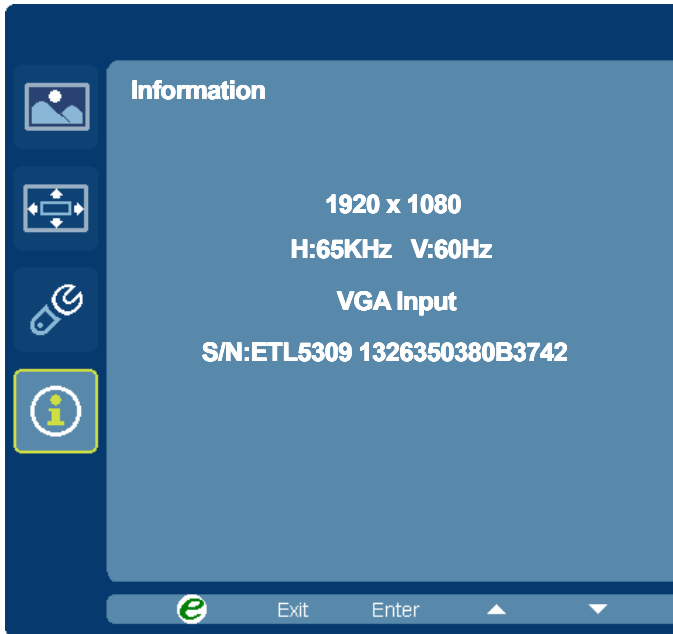 Information
1920 x 1080
H:65KHz V:60Hz
VGA Input
S/N:ETL5309 1326350380B3742
e Exit Enter